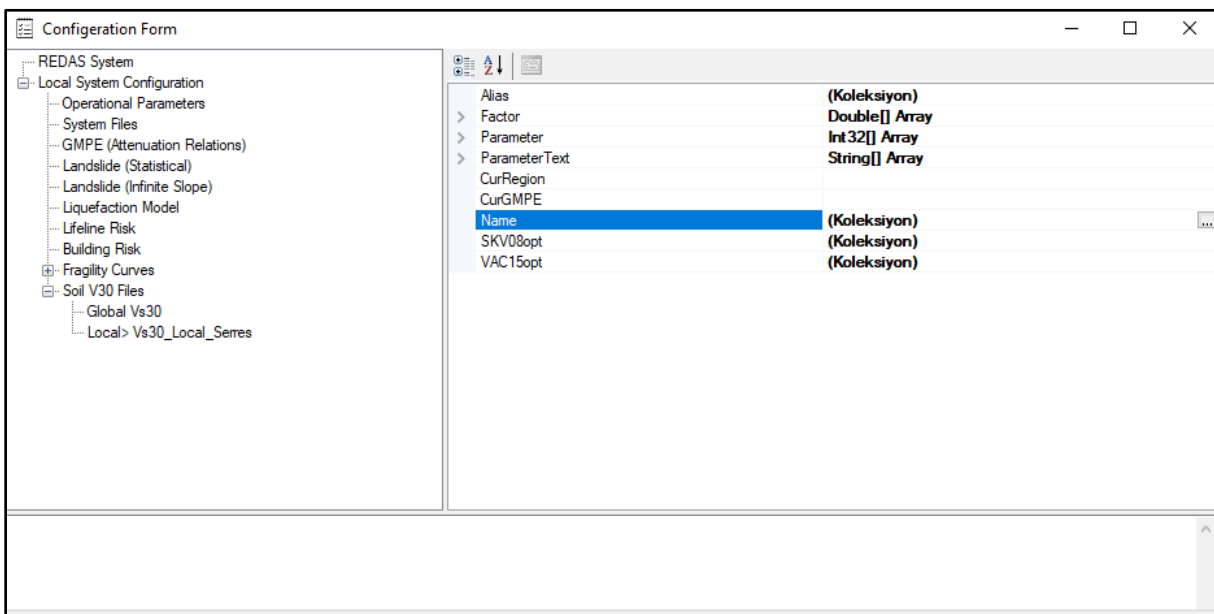 Configeration Form
REDAS System
Local System Configuration
Operational Parameters
System Files
GMPE (Attenuation Relations)
Landslide (Statistical)
Landslide (Infinite Slope)
Liquefaction Model
Lifeline Risk
Building Risk
Fragility Curves
Soil V30 Files
Global Vs30
Local> Vs30_Local_Serres
Alias (Koleksiyon)
Factor Double[] Array
Parameter Int32[] Array
ParameterText String[] Array
CurRegion
CurGMPE
Name (Koleksiyon) ...
SKV08opt (Koleksiyon)
VAC15opt (Koleksiyon)